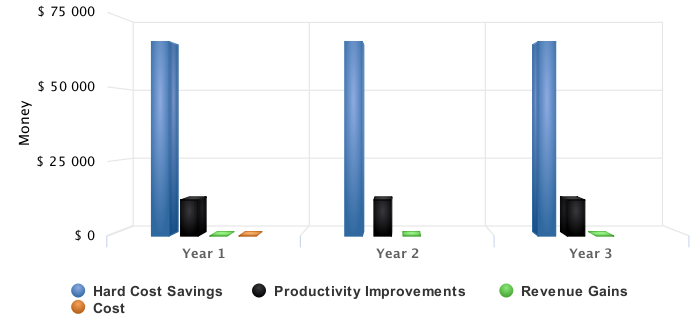 $ 75 000
$ 50 000
Money
$ 25 000
$ 0
Year 1 Year 2 Year 3
Hard Cost Savings Productivity Improvements Revenue Gains
Cost